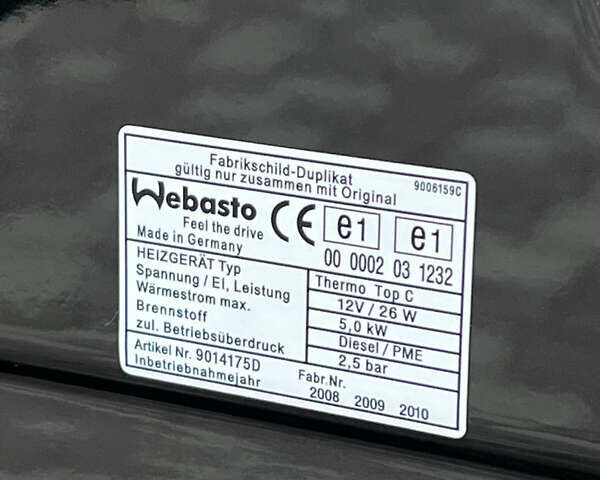 Fabrikschild-Duplikat
gültig nur zusammen mit Original
9006159C
Webasto
Feel the drive
Made in Germany
CE e1 e1
00 0002 03 1232
HEIZGERÄT Typ Thermo Top C
Spannung / El. Leistung 12V / 26 W
Wärmestrom max. 5,0 kW
Brennstoff Diesel / PME
zul. Betriebsüberdruck 2,5 bar
Artikel Nr. 9014175D Fabr.Nr.
Inbetriebnahmejahr 2008 2009 2010